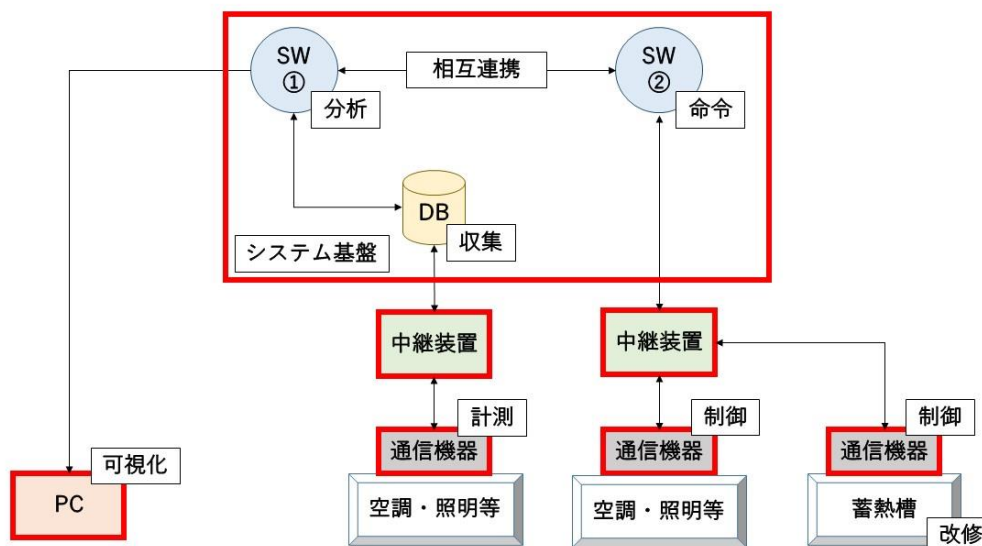 SW
①
分析
相互連携
SW
②
命令
DB
収集
システム基盤
中継装置
中継装置
計測
通信機器
空調・照明等
制御
通信機器
空調・照明等
制御
通信機器
蓄熱槽
改修
可視化
PC